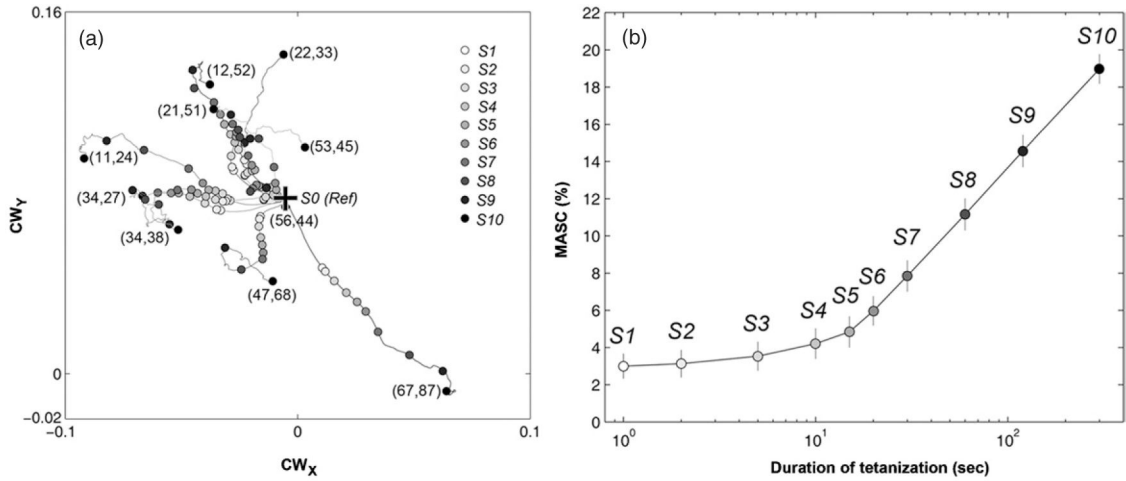 (a)
0.16
0
−0.02
−0.1
0
0.1
CW_Y
CW_X
(22,33)
(12,52)
(21,51)
(53,45)
(11,24)
(34,27)
S0 (Ref)
(56,44)
(34,38)
(47,68)
(67,87)
S1
S2
S3
S4
S5
S6
S7
S8
S9
S10
(b)
22
20
18
16
14
12
10
8
6
4
2
0
MASC (%)
S1
S2
S3
S4
S5
S6
S7
S8
S9
S10
10^0
10^1
10^2
Duration of tetanization (sec)